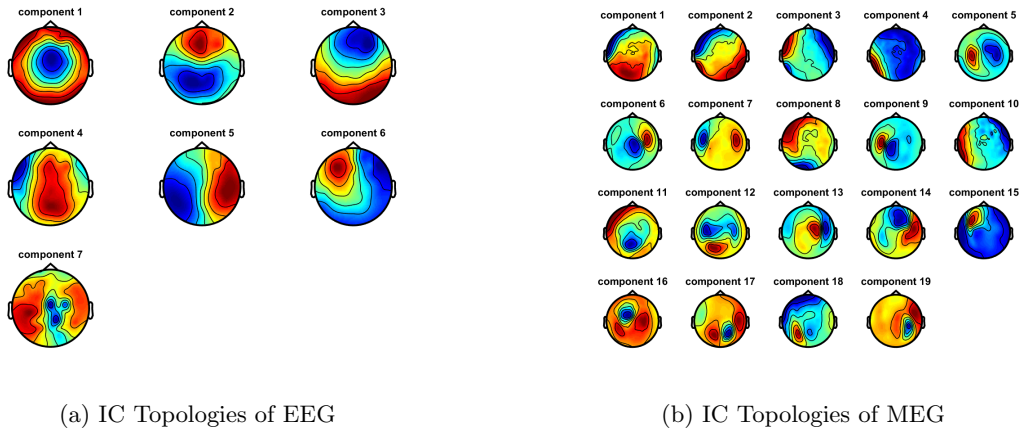 component 1 component 2 component 3
component 4 component 5 component 6
component 7
(a) IC Topologies of EEG
component 1 component 2 component 3 component 4 component 5
component 6 component 7 component 8 component 9 component 10
component 11 component 12 component 13 component 14 component 15
component 16 component 17 component 18 component 19
(b) IC Topologies of MEG